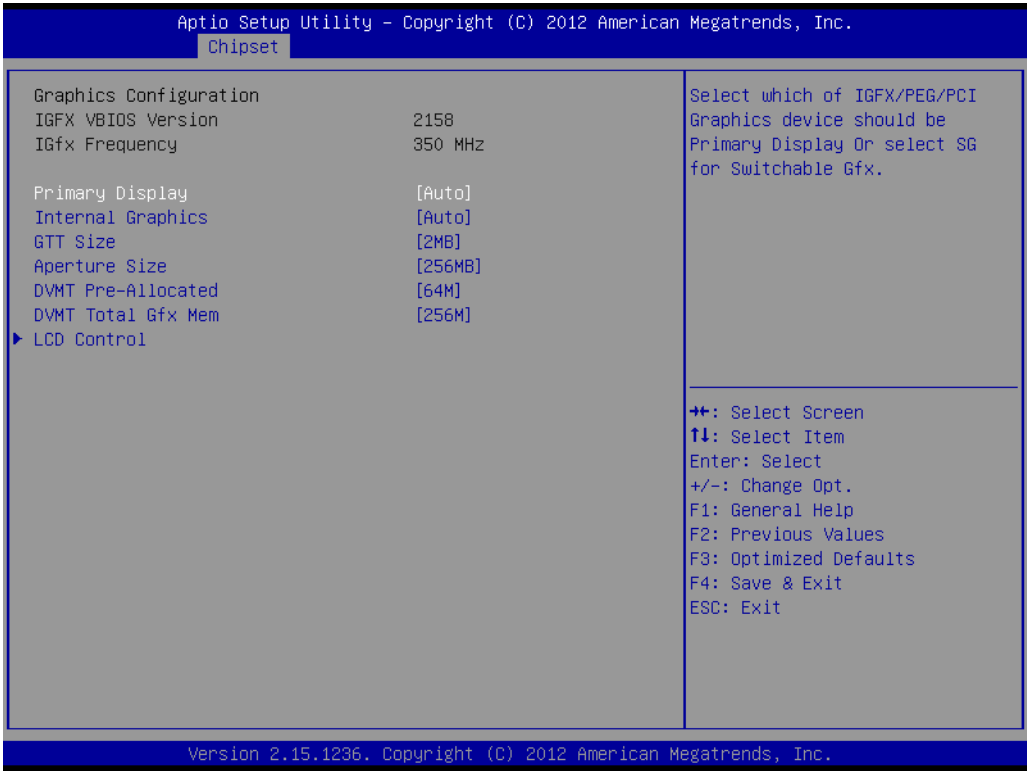 Aptio Setup Utility – Copyright (C) 2012 American Megatrends, Inc.
Chipset
Graphics Configuration
IGFX VBIOS Version 2158
IGfx Frequency 350 MHz
Primary Display [Auto]
Internal Graphics [Auto]
GTT Size [2MB]
Aperture Size [256MB]
DVMT Pre-Allocated [64M]
DVMT Total Gfx Mem [256M]
LCD Control
Select which of IGFX/PEG/PCI
Graphics device should be
Primary Display Or select SG
for Switchable Gfx.
→←: Select Screen
↑↓: Select Item
Enter: Select
+/-: Change Opt.
F1: General Help
F2: Previous Values
F3: Optimized Defaults
F4: Save & Exit
ESC: Exit
Version 2.15.1236. Copyright (C) 2012 American Megatrends, Inc.